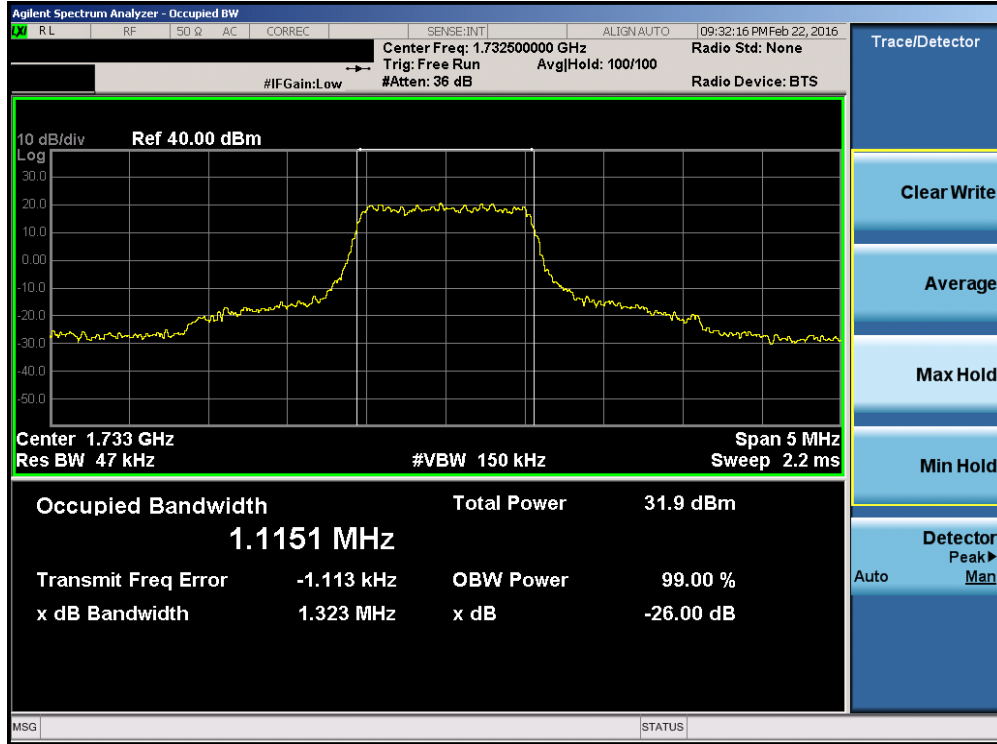 Agilent Spectrum Analyzer - Occupied BW
LXI RL RF 50 Ω AC CORREC SENSE:INT ALIGN AUTO 09:32:16 PM Feb 22, 2016
Center Freq: 1.732500000 GHz Radio Std: None
Trig: Free Run Avg|Hold: 100/100
#IFGain:Low #Atten: 36 dB Radio Device: BTS
10 dB/div Ref 40.00 dBm
Log
30.0
20.0
10.0
0.00
-10.0
-20.0
-30.0
-40.0
-50.0
Center 1.733 GHz Span 5 MHz
Res BW 47 kHz #VBW 150 kHz Sweep 2.2 ms
Occupied Bandwidth Total Power 31.9 dBm
1.1151 MHz
Transmit Freq Error -1.113 kHz OBW Power 99.00 %
x dB Bandwidth 1.323 MHz x dB -26.00 dB
MSG STATUS
Trace/Detector
Clear Write
Average
Max Hold
Min Hold
Detector
Peak▶
Auto Man